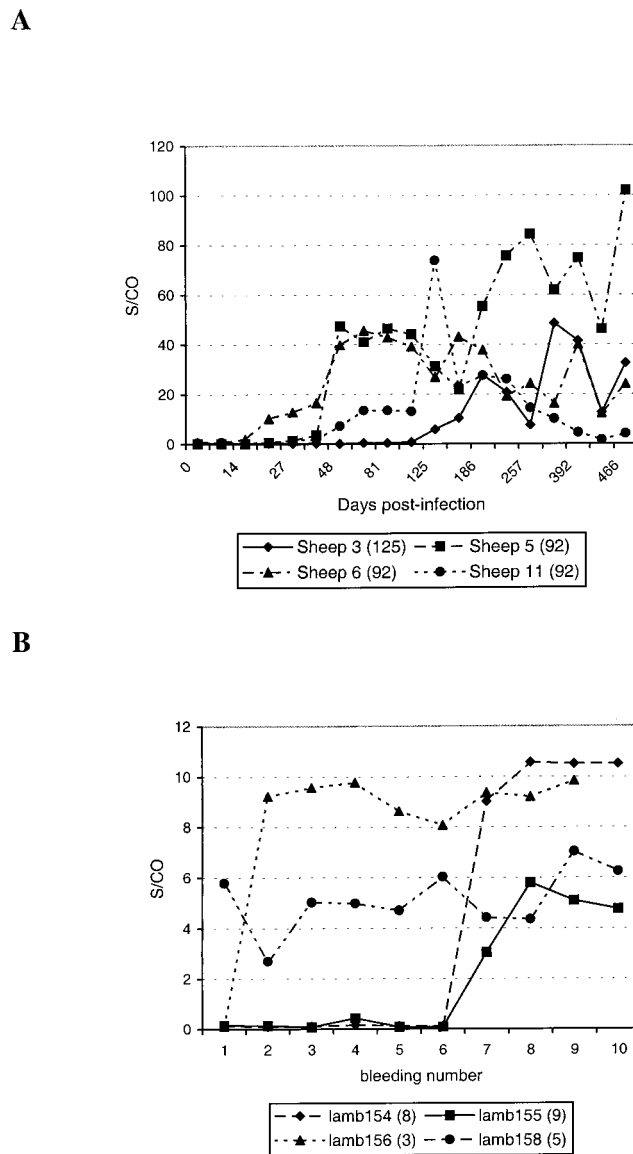 A
120
100
80
60
40
20
0
S/CO
0 14 27 48 81 125 186 257 392 466
Days post-infection
Sheep 3 (125) Sheep 5 (92)
Sheep 6 (92) Sheep 11 (92)
B
12
10
8
6
4
2
0
S/CO
1 2 3 4 5 6 7 8 9 10
bleeding number
lamb154 (8) lamb155 (9)
lamb156 (3) lamb158 (5)